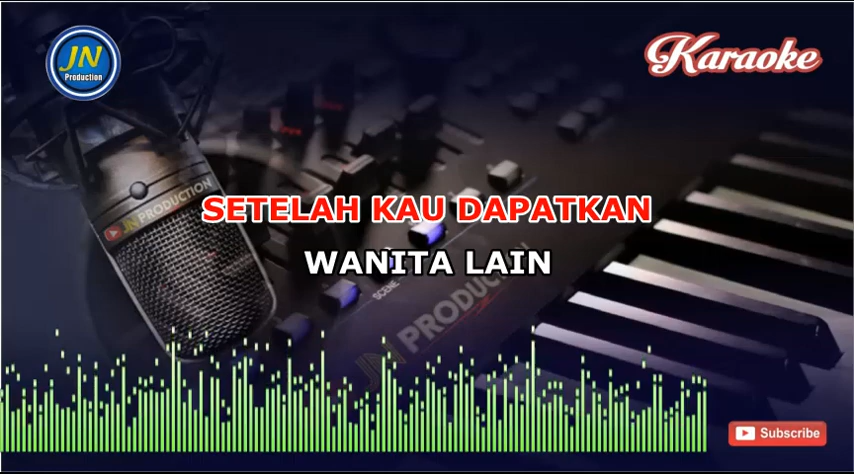 JN
Production
Karaoke
JN PRODUCTION
SETELAH KAU DAPATKAN
WANITA LAIN
SCENE
JN PRODUCTION
Subscribe